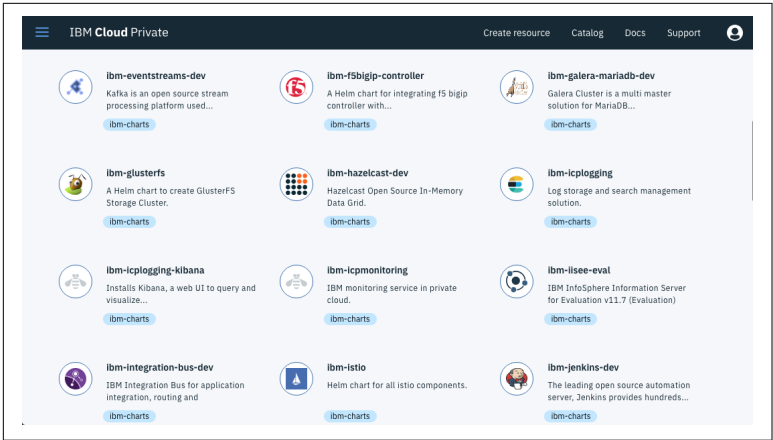 IBM Cloud Private
Create resource
Catalog
Docs
Support
ibm-eventstreams-dev
Kafka is an open source stream
processing platform used...
ibm-charts
ibm-f5bigip-controller
A Helm chart for integrating f5 bigip
controller with...
ibm-charts
ibm-galera-mariadb-dev
Galera Cluster is a multi master
solution for MariaDB...
ibm-charts
ibm-glusterfs
A Helm chart to create GlusterFS
Storage Cluster.
ibm-charts
ibm-hazelcast-dev
Hazelcast Open Source In-Memory
Data Grid.
ibm-charts
ibm-icplogging
Log storage and search management
solution.
ibm-charts
ibm-icplogging-kibana
Installs Kibana, a web UI to query and
visualize...
ibm-charts
ibm-icpmonitoring
IBM monitoring service in private
cloud.
ibm-charts
ibm-iisee-eval
IBM InfoSphere Information Server
for Evaluation v11.7 (Evaluation)
ibm-charts
ibm-integration-bus-dev
IBM Integration Bus for application
integration, routing and
ibm-charts
ibm-istio
Helm chart for all istio components.
ibm-charts
ibm-jenkins-dev
The leading open source automation
server, Jenkins provides hundreds...
ibm-charts